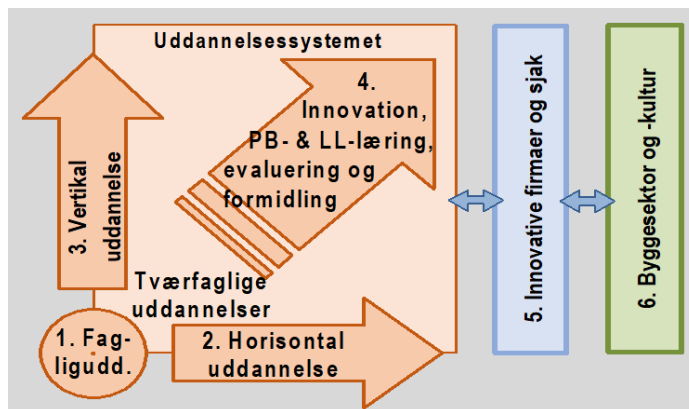 Uddannelsessystemet
4.
Innovation,
PB- & LL-læring,
evaluering og
formidling
3. Vertikal
uddannelse
Tværfaglige
uddannelser
1. Fag-
ligudd.
2. Horisontal
uddannelse
5. Innovative firmaer og sjak
6. Byggesektor og -kultur